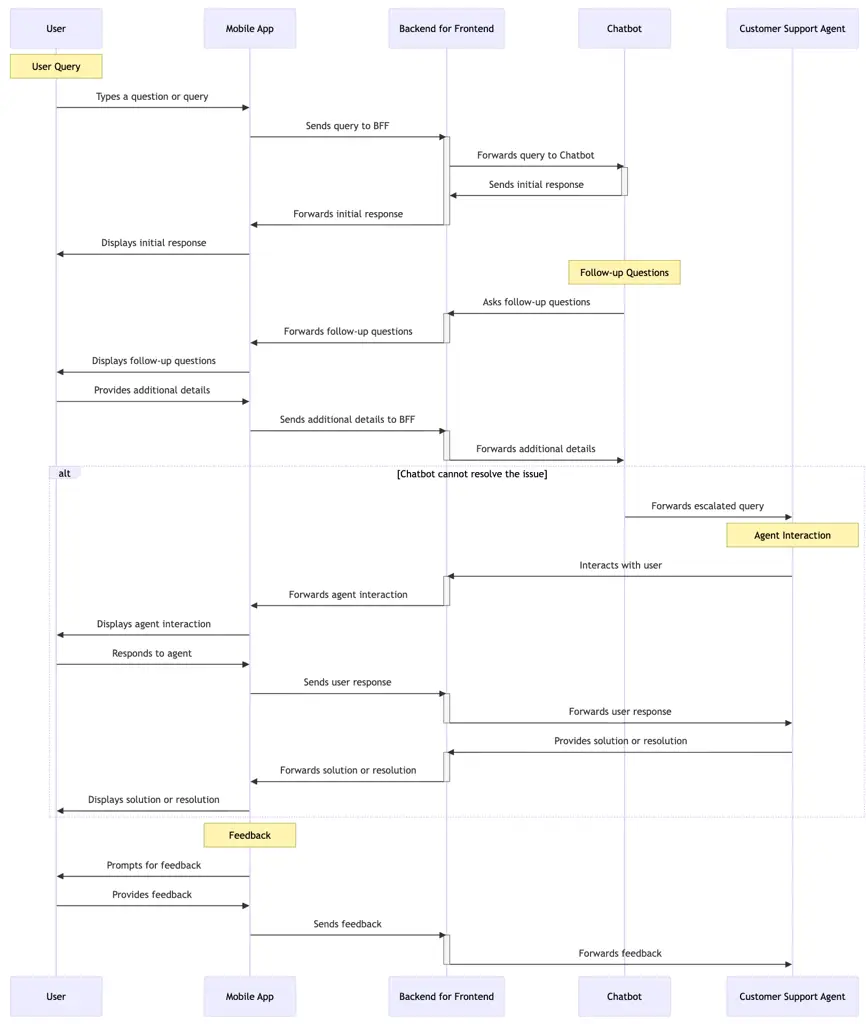 User
Mobile App
Backend for Frontend
Chatbot
Customer Support Agent
User Query
Types a question or query
Sends query to BFF
Forwards query to Chatbot
Sends initial response
Forwards initial response
Displays initial response
Follow-up Questions
Asks follow-up questions
Forwards follow-up questions
Displays follow-up questions
Provides additional details
Sends additional details to BFF
Forwards additional details
alt
[Chatbot cannot resolve the issue]
Forwards escalated query
Agent Interaction
Interacts with user
Forwards agent interaction
Displays agent interaction
Responds to agent
Sends user response
Forwards user response
Provides solution or resolution
Forwards solution or resolution
Displays solution or resolution
Feedback
Prompts for feedback
Provides feedback
Sends feedback
Forwards feedback
User
Mobile App
Backend for Frontend
Chatbot
Customer Support Agent